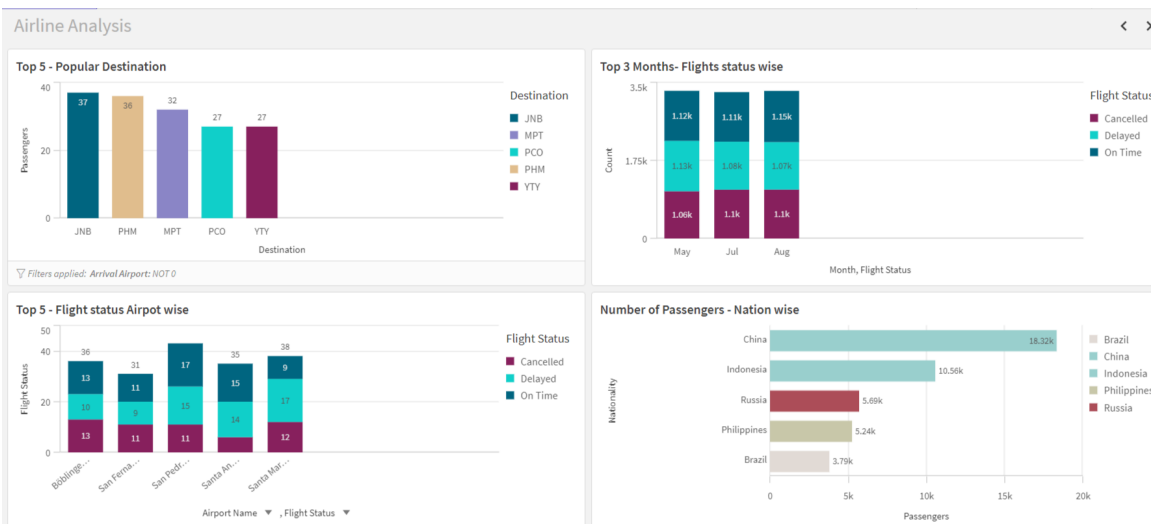 Airline Analysis
Top 5 - Popular Destination
40
20
0
Passengers
37
36
32
27
27
JNB
PHM
MPT
PCO
YTY
Destination
Destination
JNB
MPT
PCO
PHM
YTY
Filters applied: Arrival Airport: NOT 0
Top 3 Months- Flights status wise
3.5k
1.75k
0
Count
1.12k
1.11k
1.15k
1.13k
1.08k
1.07k
1.06k
1.1k
1.1k
May
Jul
Aug
Month, Flight Status
Flight Status
Cancelled
Delayed
On Time
Top 5 - Flight status Airpot wise
50
40
20
0
Flight Status
36
31
35
38
13
11
17
15
9
10
9
15
14
17
13
11
11
12
Böblinge...
San Ferna...
San Pedr...
Santa An...
Santa Mar...
Airport Name , Flight Status
Flight Status
Cancelled
Delayed
On Time
Number of Passengers - Nation wise
Nationality
China
18.32k
Indonesia
10.56k
Russia
5.69k
Philippines
5.24k
Brazil
3.79k
0
5k
10k
15k
20k
Passengers
Brazil
China
Indonesia
Philippines
Russia